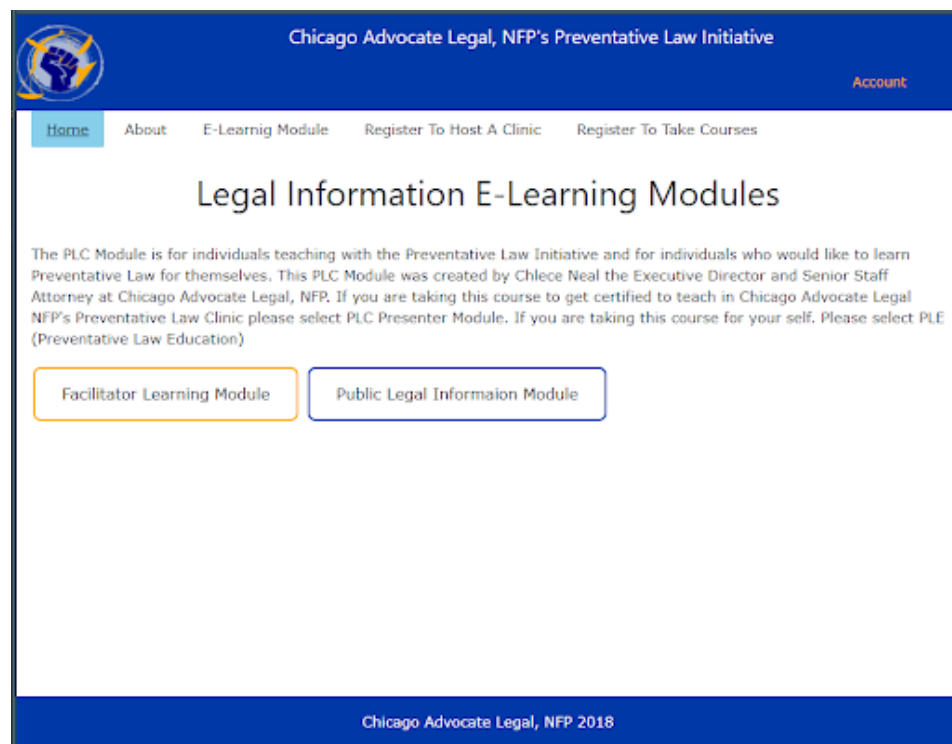 Chicago Advocate Legal, NFP's Preventative Law Initiative
Account
Home About E-Learnig Module Register To Host A Clinic Register To Take Courses
Legal Information E-Learning Modules
The PLC Module is for individuals teaching with the Preventative Law Initiative and for individuals who would like to learn
Preventative Law for themselves. This PLC Module was created by Chlece Neal the Executive Director and Senior Staff
Attorney at Chicago Advocate Legal, NFP. If you are taking this course to get certified to teach in Chicago Advocate Legal
NFP's Preventative Law Clinic please select PLC Presenter Module. If you are taking this course for your self. Please select PLE
(Preventative Law Education)
Facilitator Learning Module Public Legal Informaion Module
Chicago Advocate Legal, NFP 2018